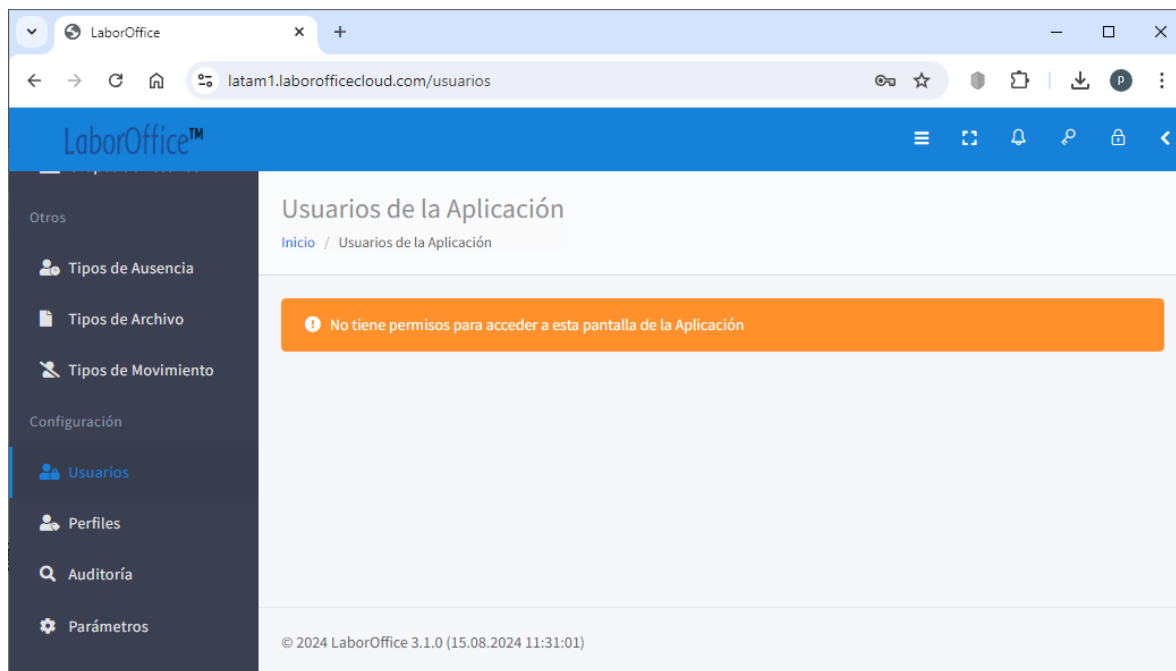 LaborOffice
latam1.laborofficecloud.com/usuarios
P
LaborOffice™
Otros
Tipos de Ausencia
Tipos de Archivo
Tipos de Movimiento
Configuración
Usuarios
Perfiles
Auditoría
Parámetros
Usuarios de la Aplicación
Inicio / Usuarios de la Aplicación
No tiene permisos para acceder a esta pantalla de la Aplicación
© 2024 LaborOffice 3.1.0 (15.08.2024 11:31:01)